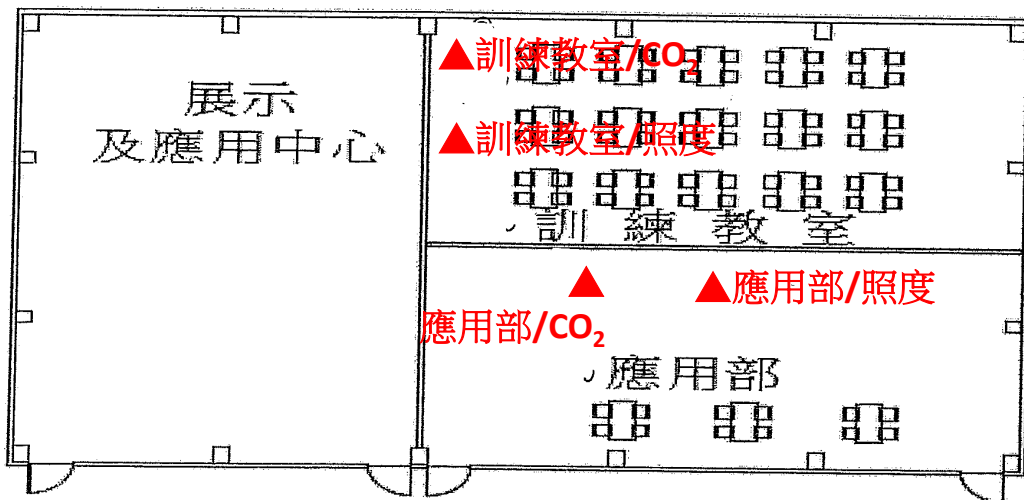 展示
及應用中心
▲訓練教室/CO₂
▲訓練教室/照度
訓練教室
▲
應用部/CO₂
▲應用部/照度
應用部